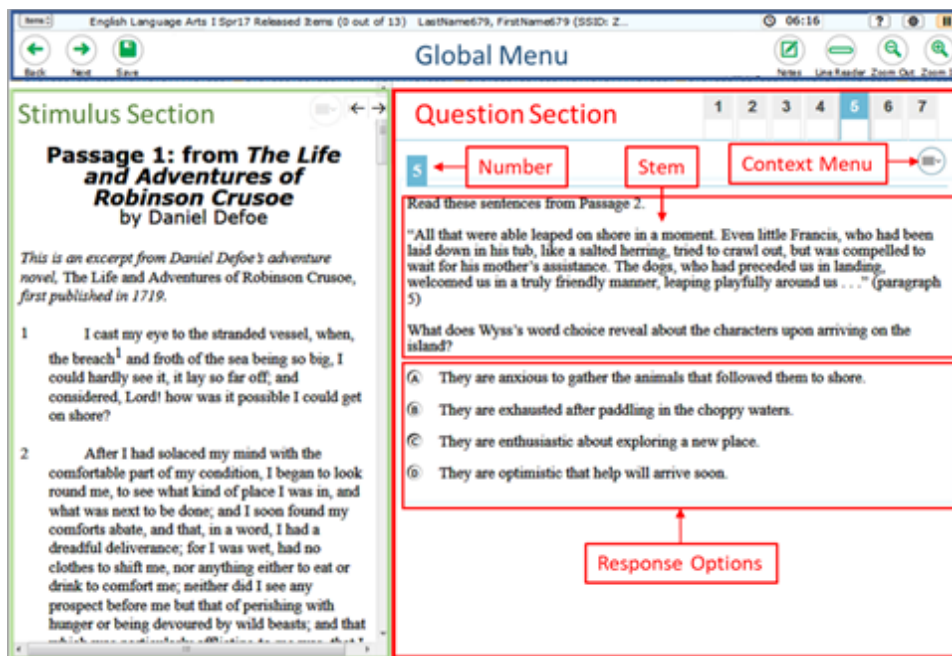 Items
English Language Arts I Spr17 Released Items (0 out of 13) LastName679, FirstName679 (SSID: Z...
06:16
?
Back
Next
Save
Global Menu
Notes
Line Reader
Zoom Out
Zoom
Stimulus Section
Passage 1: from The Life
and Adventures of
Robinson Crusoe
by Daniel Defoe
This is an excerpt from Daniel Defoe's adventure
novel, The Life and Adventures of Robinson Crusoe,
first published in 1719.
1 I cast my eye to the stranded vessel, when,
the breach1 and froth of the sea being so big, I
could hardly see it, it lay so far off; and
considered, Lord! how was it possible I could get
on shore?
2 After I had solaced my mind with the
comfortable part of my condition, I began to look
round me, to see what kind of place I was in, and
what was next to be done; and I soon found my
comforts abate, and that, in a word, I had a
dreadful deliverance; for I was wet, had no
clothes to shift me, nor anything either to eat or
drink to comfort me; neither did I see any
prospect before me but that of perishing with
hunger or being devoured by wild beasts; and that
Question Section
1 2 3 4 5 6 7
5
Number
Stem
Context Menu
Read these sentences from Passage 2.
“All that were able leaped on shore in a moment. Even little Francis, who had been
laid down in his tub, like a salted herring, tried to crawl out, but was compelled to
wait for his mother's assistance. The dogs, who had preceded us in landing,
welcomed us in a truly friendly manner, leaping playfully around us . . .” (paragraph
5)
What does Wyss's word choice reveal about the characters upon arriving on the
island?
A They are anxious to gather the animals that followed them to shore.
B They are exhausted after paddling in the choppy waters.
C They are enthusiastic about exploring a new place.
D They are optimistic that help will arrive soon.
Response Options